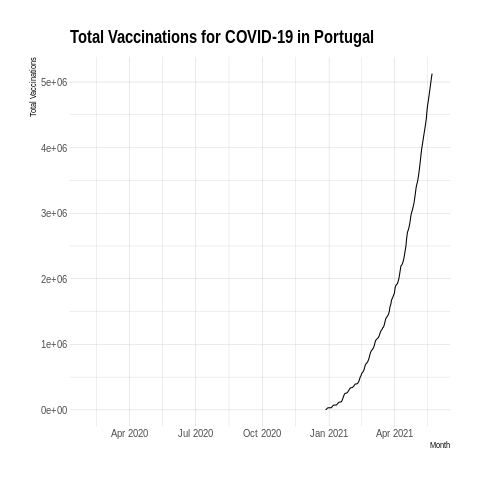 Total Vaccinations for COVID-19 in Portugal
Total Vaccinations
5e+06
4e+06
3e+06
2e+06
1e+06
0e+00
Apr 2020 Jul 2020 Oct 2020 Jan 2021 Apr 2021
Month